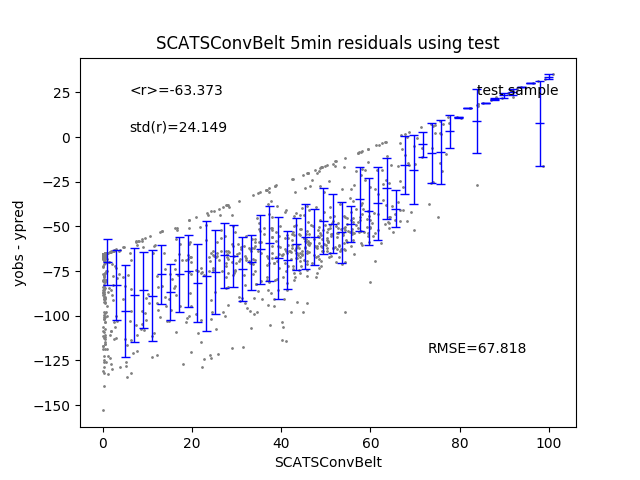 SCATSConvBelt 5min residuals using test
<r>=-63.373
test sample
std(r)=24.149
RMSE=67.818
yobs - ypred
25
0
−25
−50
−75
−100
−125
−150
0 20 40 60 80 100
SCATSConvBelt